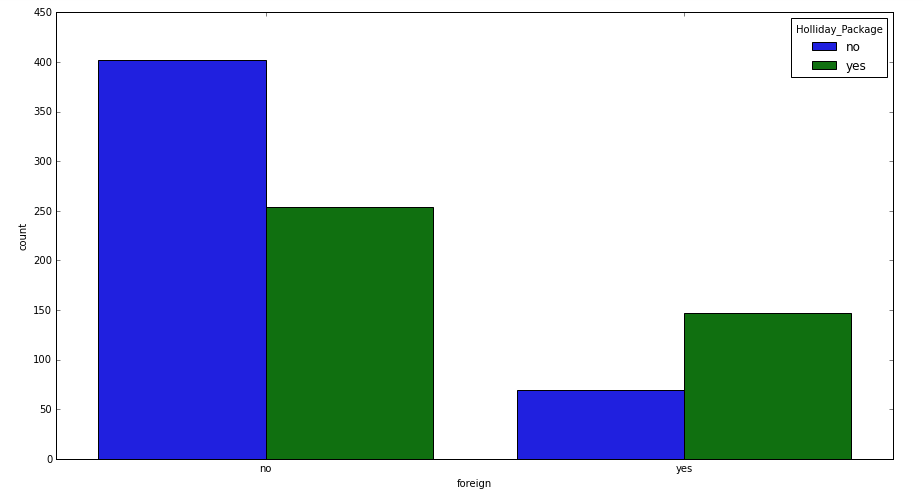 450
400
350
300
250
200
150
100
50
0
count
Holliday_Package
no
yes
no yes
foreign